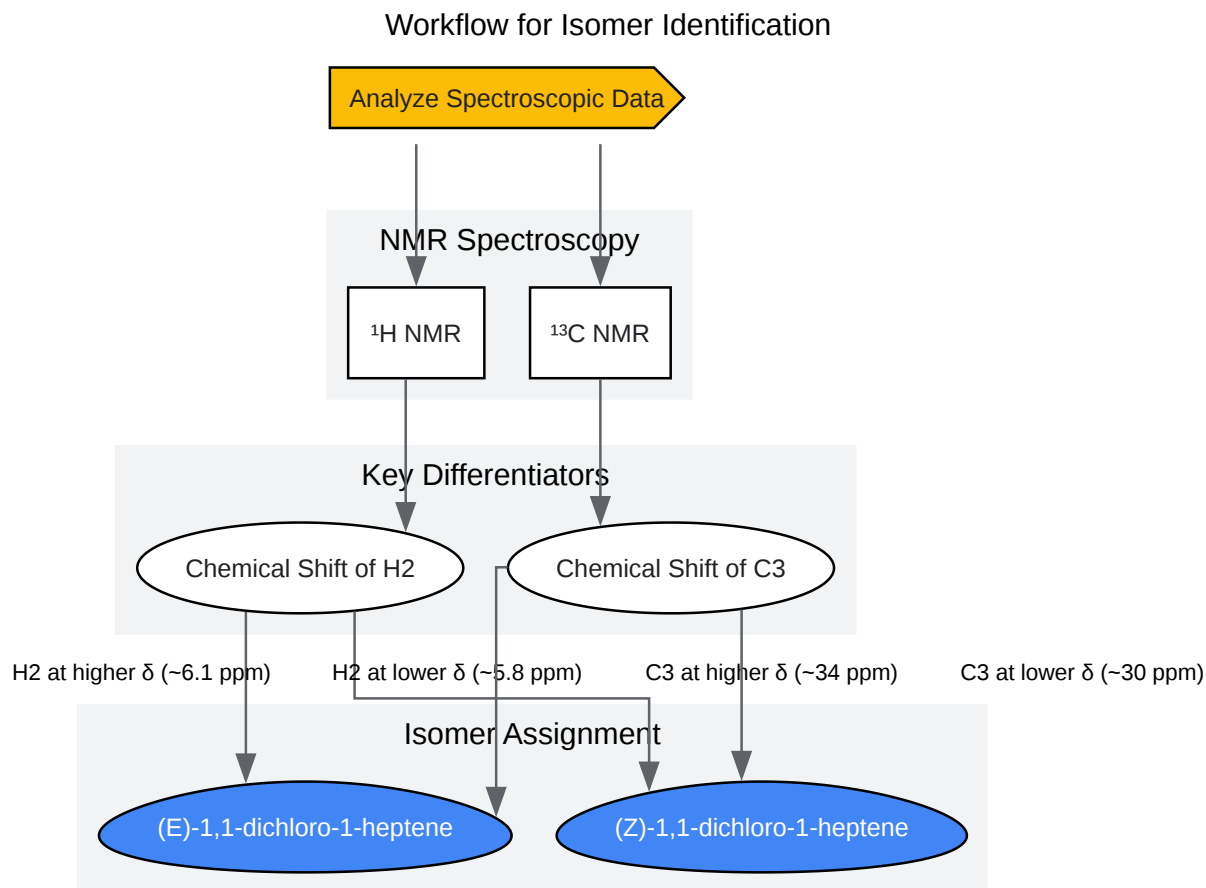 Workflow for Isomer Identification
Analyze Spectroscopic Data
NMR Spectroscopy
¹H NMR
¹³C NMR
Key Differentiators
Chemical Shift of H2
Chemical Shift of C3
H2 at higher δ (~6.1 ppm)
H2 at lower δ (~5.8 ppm)
C3 at higher δ (~34 ppm)
C3 at lower δ (~30 ppm)
Isomer Assignment
(E)-1,1-dichloro-1-heptene
(Z)-1,1-dichloro-1-heptene